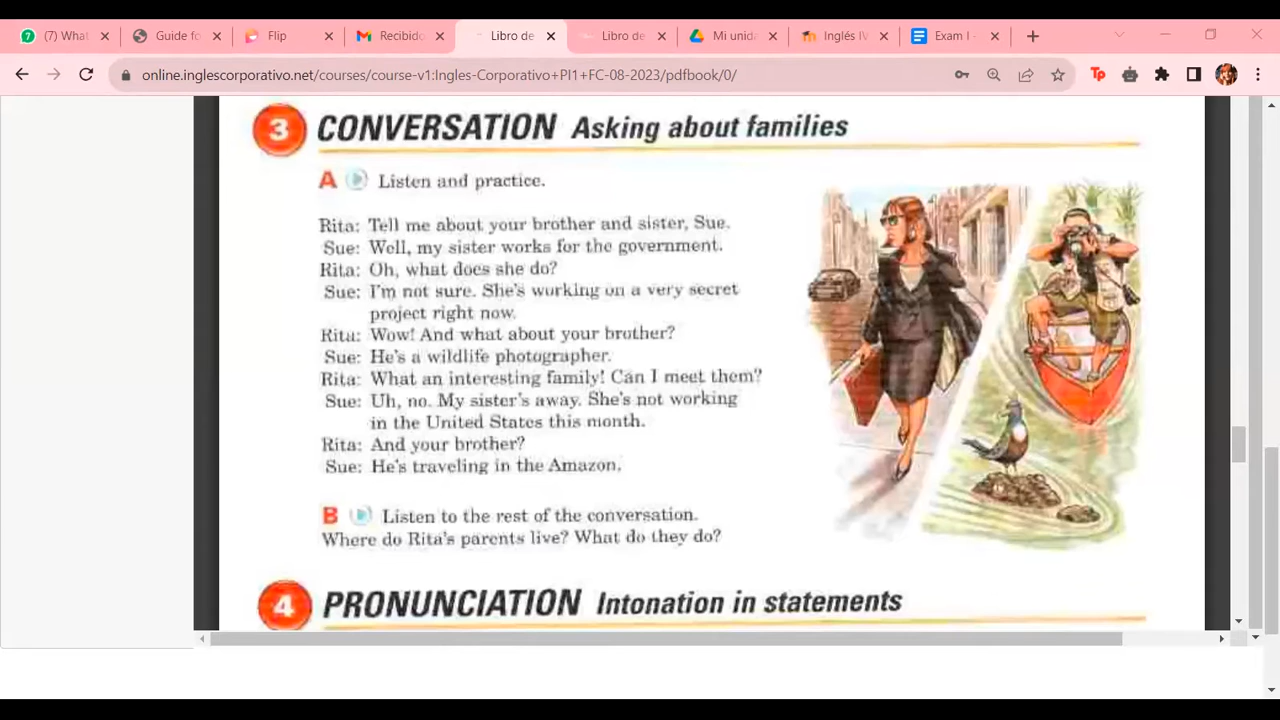 (7) What
Guide fo
Flip
Recibido
Libro de
Libro de
Mi unida
Inglés IV
Exam I -
online.inglescorporativo.net/courses/course-v1:Ingles-Corporativo+PI1+FC-08-2023/pdfbook/0/
Tp
3 CONVERSATION Asking about families
A Listen and practice.
Rita: Tell me about your brother and sister, Sue.
Sue: Well, my sister works for the government.
Rita: Oh, what does she do?
Sue: I'm not sure. She's working on a very secret
project right now.
Rita: Wow! And what about your brother?
Sue: He's a wildlife photographer.
Rita: What an interesting family! Can I meet them?
Sue: Uh, no. My sister's away. She's not working
in the United States this month.
Rita: And your brother?
Sue: He's traveling in the Amazon.
B Listen to the rest of the conversation.
Where do Rita's parents live? What do they do?
4 PRONUNCIATION Intonation in statements